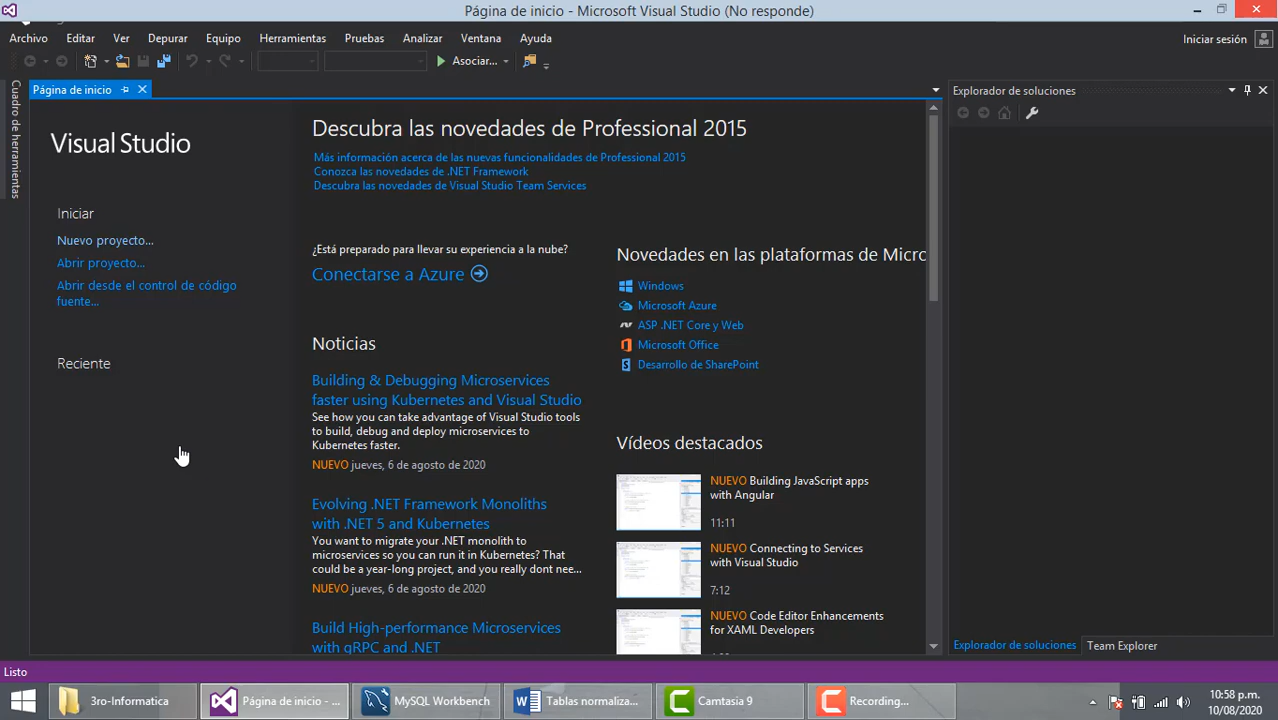 Página de inicio - Microsoft Visual Studio (No responde)
Archivo Editar Ver Depurar Equipo Herramientas Pruebas Analizar Ventana Ayuda
Iniciar sesión
Asociar...
Cuadro de herramientas
Página de inicio
Explorador de soluciones
Visual Studio
Iniciar
Nuevo proyecto...
Abrir proyecto...
Abrir desde el control de código
fuente...
Reciente
Descubra las novedades de Professional 2015
Más información acerca de las nuevas funcionalidades de Professional 2015
Conozca las novedades de .NET Framework
Descubra las novedades de Visual Studio Team Services
¿Está preparado para llevar su experiencia a la nube?
Conectarse a Azure
Noticias
Building & Debugging Microservices
faster using Kubernetes and Visual Studio
See how you can take advantage of Visual Studio tools
to build, debug and deploy microservices to
Kubernetes faster.
NUEVO jueves, 6 de agosto de 2020
Evolving .NET Framework Monoliths
with .NET 5 and Kubernetes
You want to migrate your .NET monolith to
microservices and run it in Kubernetes? That
could be a year-long project, and you really don't nee...
NUEVO jueves, 6 de agosto de 2020
Build High-performance Microservices
with gRPC and .NET
Novedades en las plataformas de Micro
Windows
Microsoft Azure
ASP .NET Core y Web
Microsoft Office
Desarrollo de SharePoint
Vídeos destacados
NUEVO Building JavaScript apps
with Angular
11:11
NUEVO Connecting to Services
with Visual Studio
7:12
NUEVO Code Editor Enhancements
for XAML Developers
Explorador de soluciones Team Explorer
Listo
3ro-Informatica
Página de inicio - ...
MySQL Workbench
Tablas normaliza...
Camtasia 9
Recording...
10:58 p.m.
10/08/2020